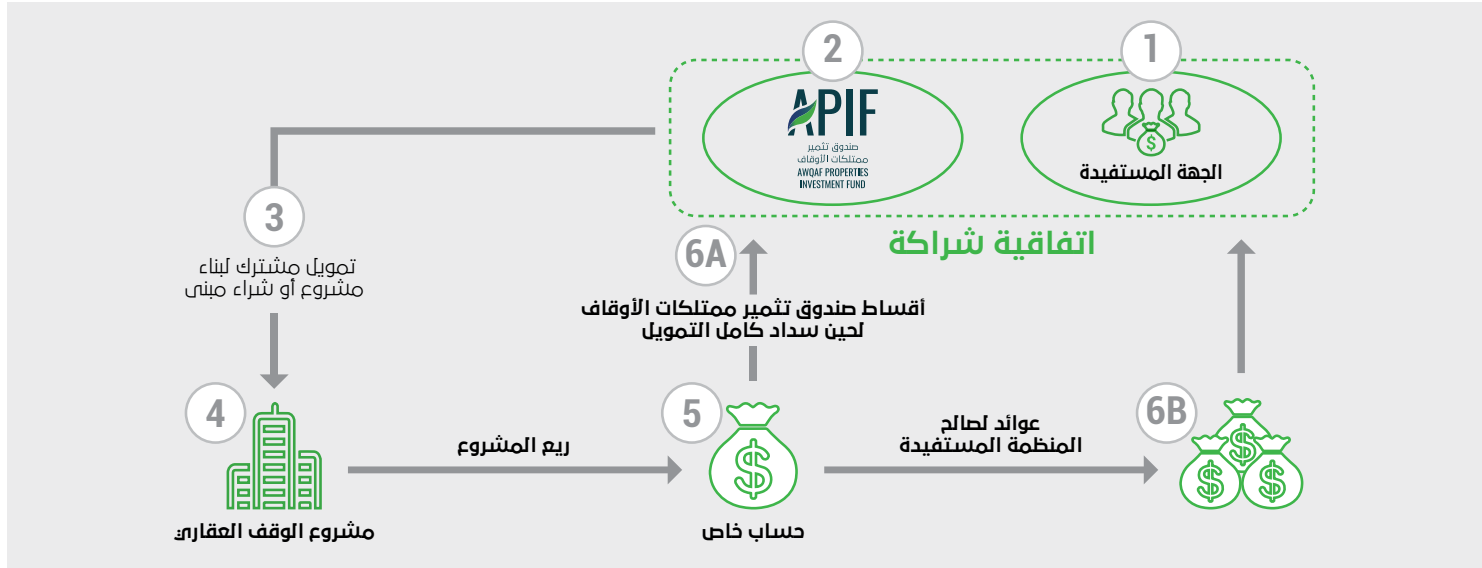 1
الجهة المستفيدة
2
APIF
صندوق تثمير
ممتلكات الأوقاف
AWQAF PROPERTIES
INVESTMENT FUND
اتفاقية شراكة
3
تمويل مشترك لبناء
مشروع أو شراء مبنى
4
مشروع الوقف العقاري
ريع المشروع
5
$
حساب خاص
6A
أقساط صندوق تثمير ممتلكات الأوقاف
لحين سداد كامل التمويل
عوائد لصالح
المنظمة المستفيدة
6B
$
$
$
$